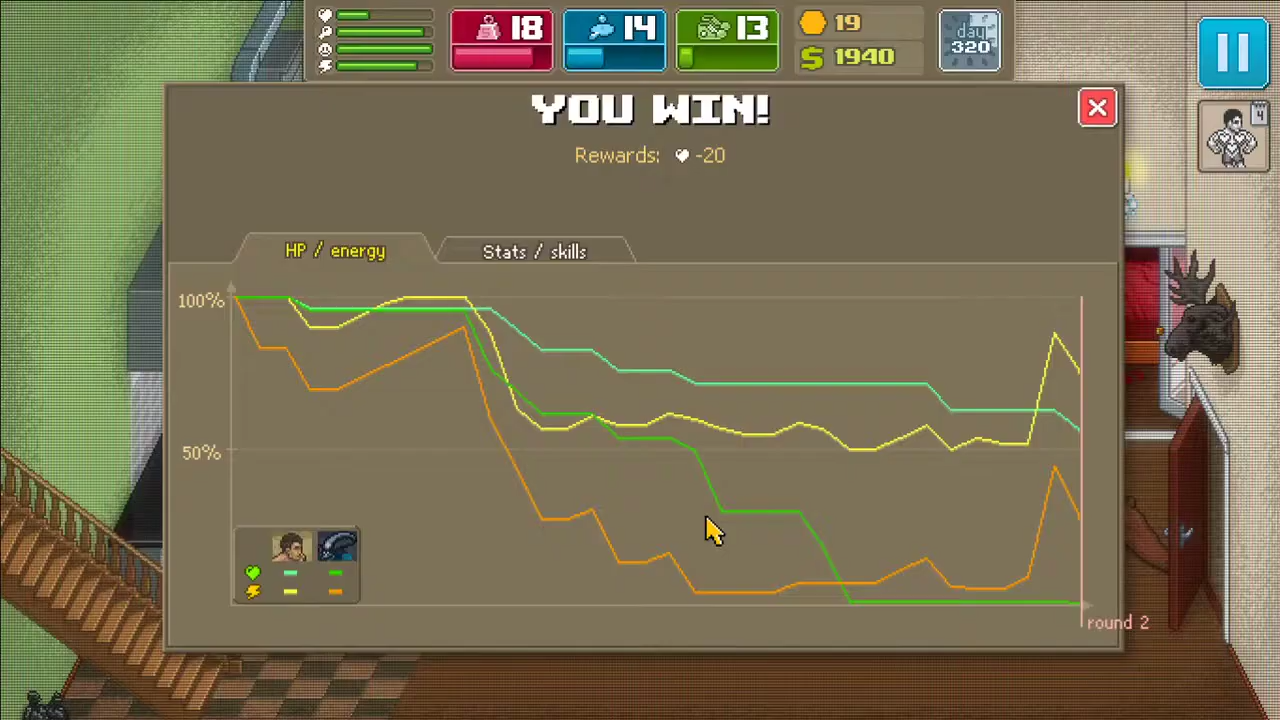 18 14 13 19
$ 1940
day
320
YOU WIN!
4
Rewards: -20
HP / energy Stats / skills
100%
50%
round 2